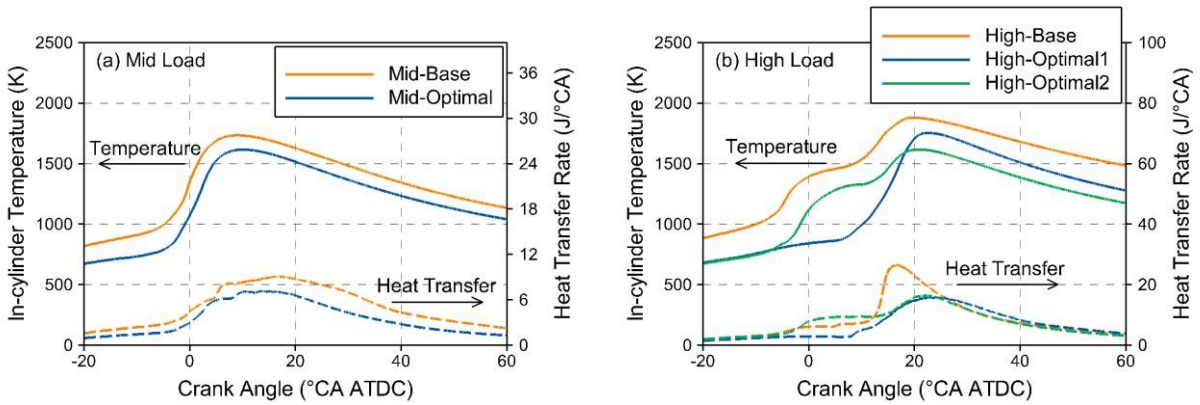 (a) Mid Load
Mid-Base
Mid-Optimal
Temperature
Heat Transfer
In-cylinder Temperature (K)
2500
2000
1500
1000
500
0
Heat Transfer Rate (J/°CA)
36
30
24
18
12
6
0
-20
0
20
40
60
Crank Angle (°CA ATDC)
(b) High Load
High-Base
High-Optimal1
High-Optimal2
Temperature
Heat Transfer
In-cylinder Temperature (K)
2500
2000
1500
1000
500
0
Heat Transfer Rate (J/°CA)
100
80
60
40
20
0
-20
0
20
40
60
Crank Angle (°CA ATDC)